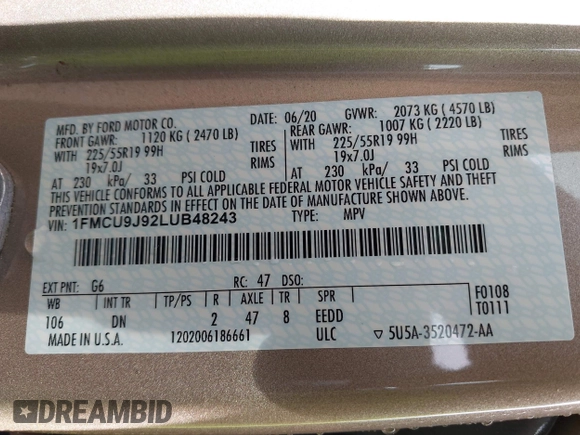 MFD. BY FORD MOTOR CO. DATE: 06/20 GVWR: 2073 KG ( 4570 LB)
FRONT GAWR: 1120 KG ( 2470 LB) REAR GAWR: 1007 KG ( 2220 LB)
WITH 225/55R19 99H TIRES WITH 225/55R19 99H TIRES
19x7.0J RIMS 19x7.0J RIMS
AT 230 kPa/ 33 PSI COLD AT 230 kPa/ 33 PSI COLD
THIS VEHICLE CONFORMS TO ALL APPLICABLE FEDERAL MOTOR VEHICLE SAFETY AND THEFT
PREVENTION STANDARDS IN EFFECT ON THE DATE OF MANUFACTURE SHOWN ABOVE.
VIN: 1FMCU9J92LUB48243 TYPE: MPV
EXT PNT: G6 RC: 47 DSO:
WB INT TR TP/PS R AXLE TR SPR F0108
106 DN 2 47 8 EEDD T0111
MADE IN U.S.A. 1202006186661 ULC ▽ 5U5A-3520472-AA
DREAMBID